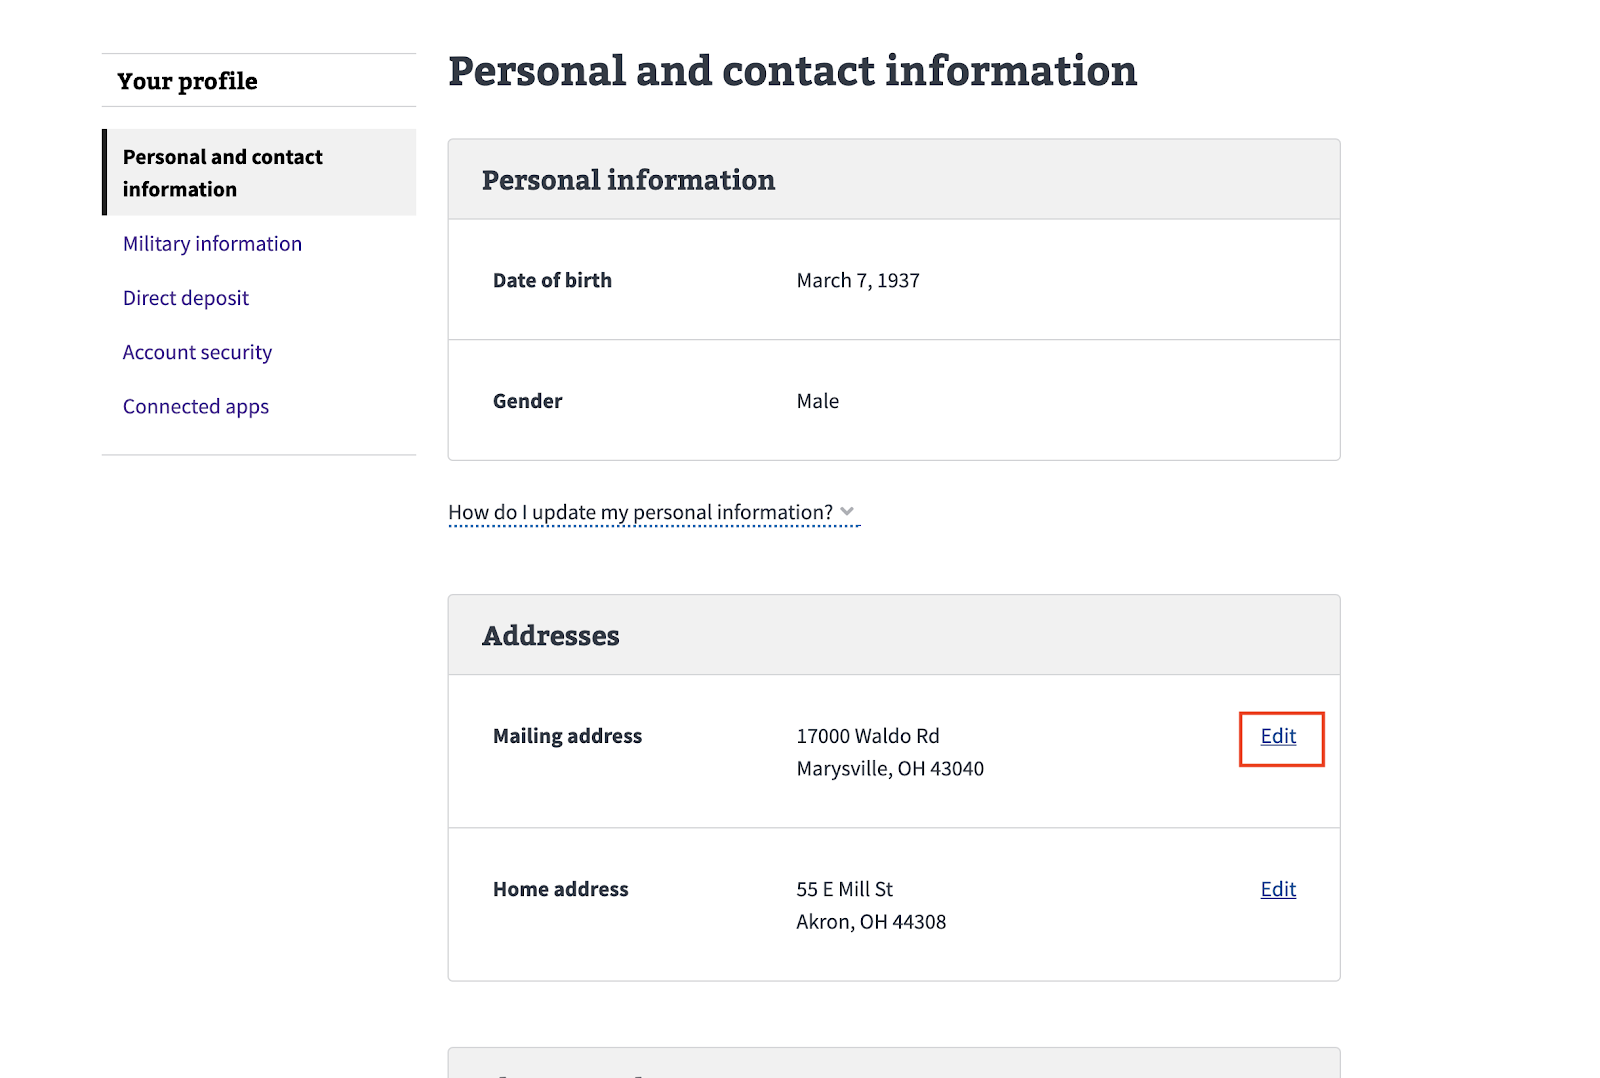 Your profile
Personal and contact
information
Military information
Direct deposit
Account security
Connected apps
Personal and contact information
Personal information
Date of birth
March 7, 1937
Gender
Male
How do I update my personal information?
Addresses
Mailing address
17000 Waldo Rd
Marysville, OH 43040
Edit
Home address
55 E Mill St
Akron, OH 44308
Edit